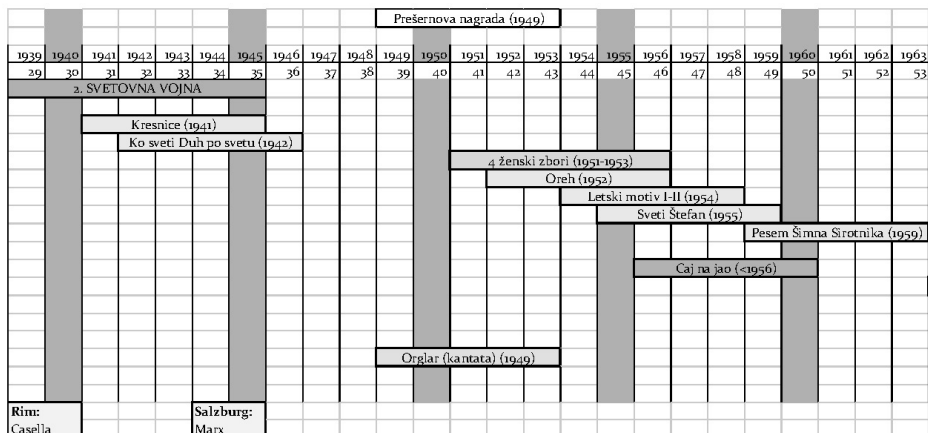 Prešernova nagrada (1949)
1939 1940 1941 1942 1943 1944 1945 1946 1947 1948 1949 1950 1951 1952 1953 1954 1955 1956 1957 1958 1959 1960 1961 1962 1963
29 30 31 32 33 34 35 36 37 38 39 40 41 42 43 44 45 46 47 48 49 50 51 52 53
2. SVETOVNA VOJNA
Kresnice (1941)
Ko sveti Duh po svetu (1942)
4 ženski zbori (1951-1953)
Oreh (1952)
Letski motiv I-II (1954)
Sveti Štefan (1955)
Pesem Šimna Sirotnika (1959)
Caj na jao (<1956)
Orglar (kantata) (1949)
Rim: Salzburg:
Casella Marx